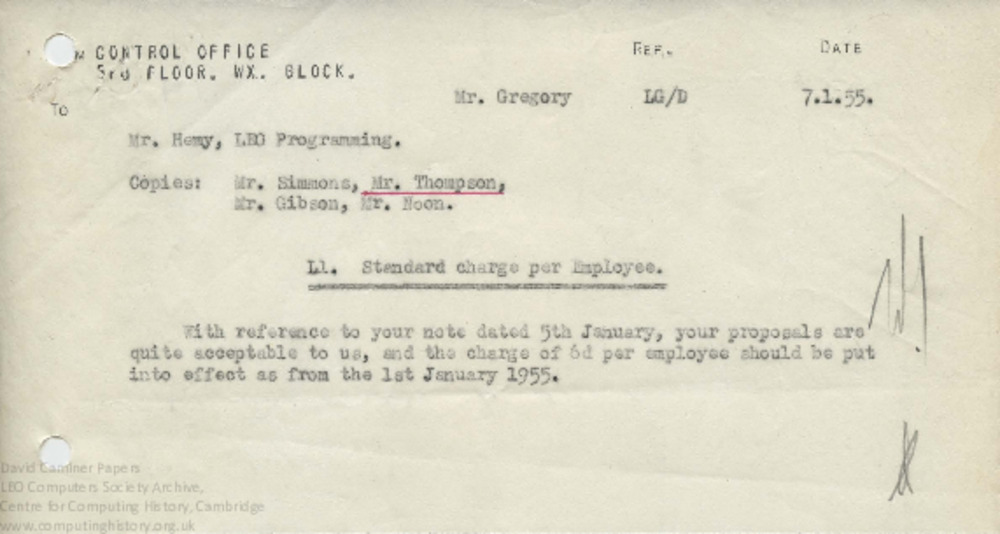 CONTROL OFFICE REF. DATE
3rd FLOOR. WX. BLOCK.
Mr. Gregory LG/D 7.1.55.
To
Mr. Hemy, LEO Programming.
Copies: Mr. Simmons, Mr. Thompson,
Mr. Gibson, Mr. Noon.
L1. Standard charge per Employee.
With reference to your note dated 5th January, your proposals are
quite acceptable to us, and the charge of 6d per employee should be put
into effect as from the 1st January 1955.
David Caminer Papers
LEO Computers Society Archive,
Centre for Computing History, Cambridge
www.computinghistory.org.uk